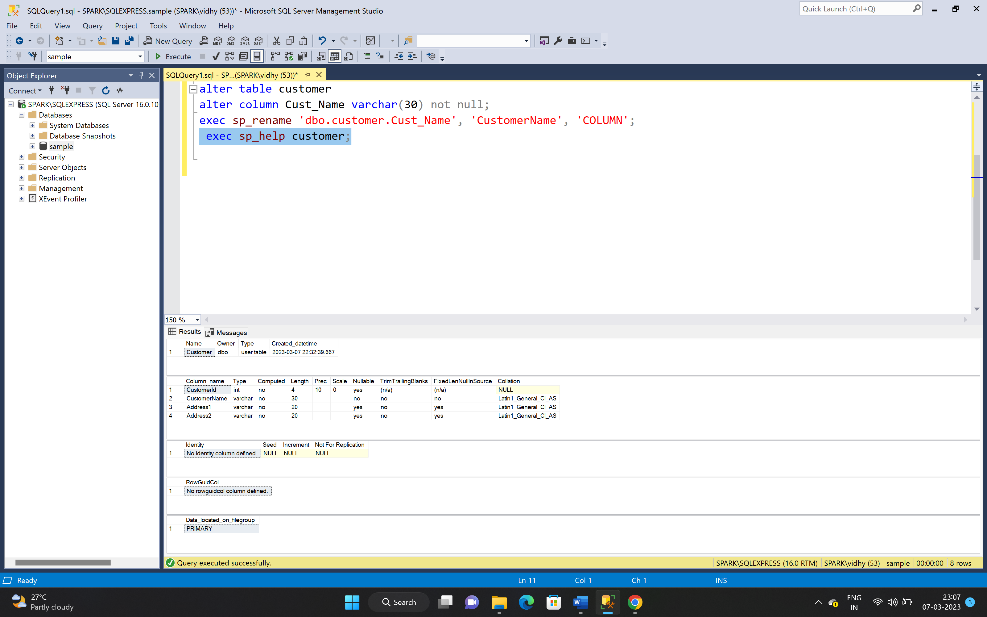 SQLQuery1.sql - SPARK\SQLEXPRESS.sample (SPARK\vidhy (53))* - Microsoft SQL Server Management Studio
Quick Launch (Ctrl+Q)
File Edit View Query Project Tools Window Help
New Query
sample
Execute
Object Explorer
Connect
SPARK\SQLEXPRESS (SQL Server 16.0.10
Databases
System Databases
Database Snapshots
sample
Security
Server Objects
Replication
Management
XEvent Profiler
SQLQuery1.sql - SP...(SPARK\vidhy (53))*
alter table customer
alter column Cust_Name varchar(30) not null;
exec sp_rename 'dbo.customer.Cust_Name', 'CustomerName', 'COLUMN';
exec sp_help customer;
130 %
Results Messages
Name Owner Type Created_datetime
1 Customer dbo user table
Column_name Type Computed Length Prec Scale Nullable TrimTrailingBlanks FixedLenNullInSource Collation
1 CustomerId int no 4 10 0 yes (n/a) (n/a) NULL
2 CustomerName varchar no 30 no no no Latin1_General_CI_AS
3 Address1 varchar no 20 yes no yes Latin1_General_CI_AS
4 Address2 varchar no 20 yes no yes Latin1_General_CI_AS
Identity Seed Increment Not For Replication
1 No identity column defined. NULL NULL NULL
RowGuidCol
1 No rowguidcol column defined.
Data_located_on_filegroup
1 PRIMARY
Query executed successfully.
SPARK\SQLEXPRESS (16.0 RTM) SPARK\vidhy (53) sample 00:00:00 8 rows
Ready Ln 11 Col 1 Ch 1 INS
27°C
Partly cloudy
Search
ENG
IN
23:07
07-03-2023